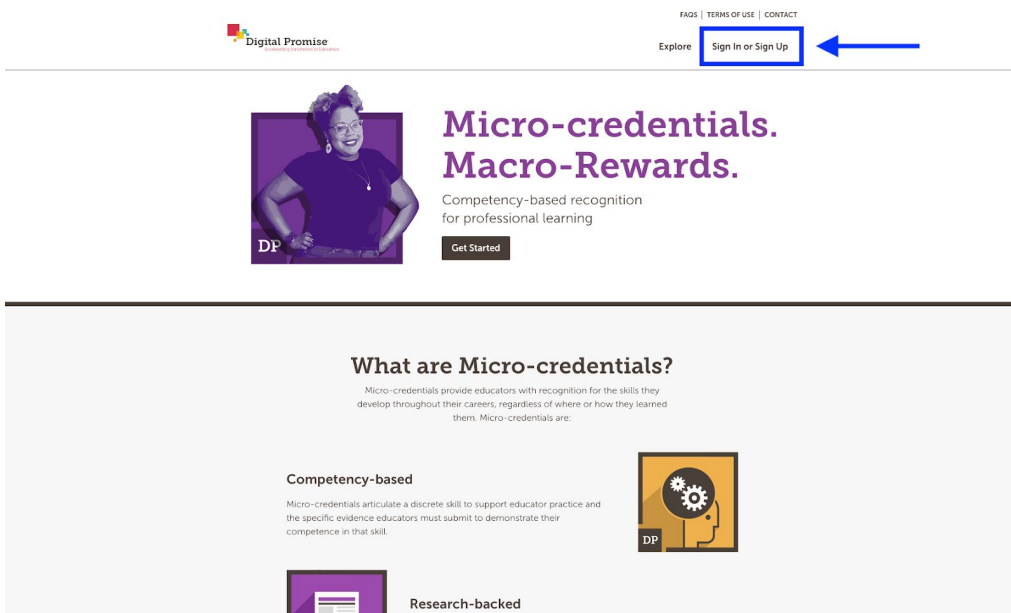 FAQS | TERMS OF USE | CONTACT
Digital Promise
Accelerating Innovation in Education
Explore
Sign In or Sign Up
Micro-credentials.
Macro-Rewards.
Competency-based recognition
for professional learning
Get Started
DP
What are Micro-credentials?
Micro-credentials provide educators with recognition for the skills they
develop throughout their careers, regardless of where or how they learned
them. Micro-credentials are:
Competency-based
Micro-credentials articulate a discrete skill to support educator practice and
the specific evidence educators must submit to demonstrate their
competence in that skill.
DP
Research-backed